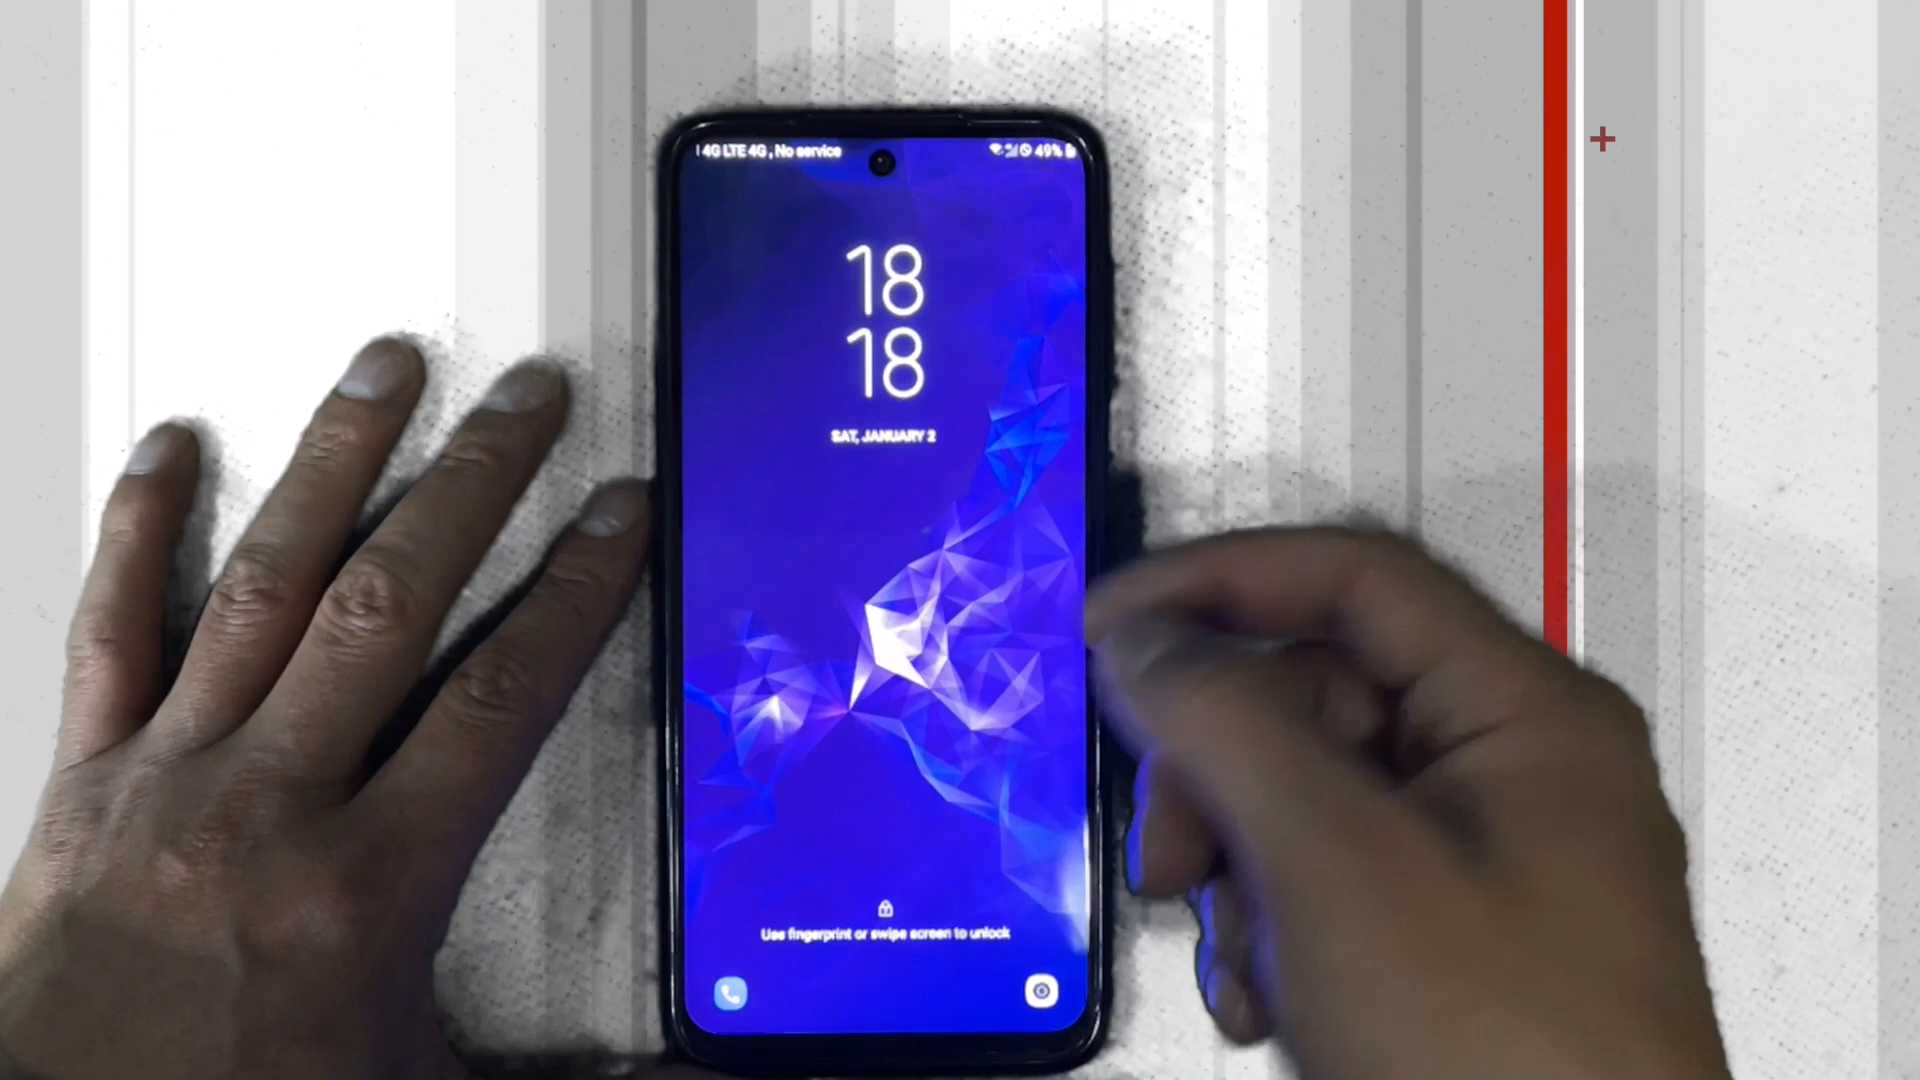 4G LTE 4G , No service
49%
18
18
SAT, JANUARY 2
Use fingerprint or swipe screen to unlock